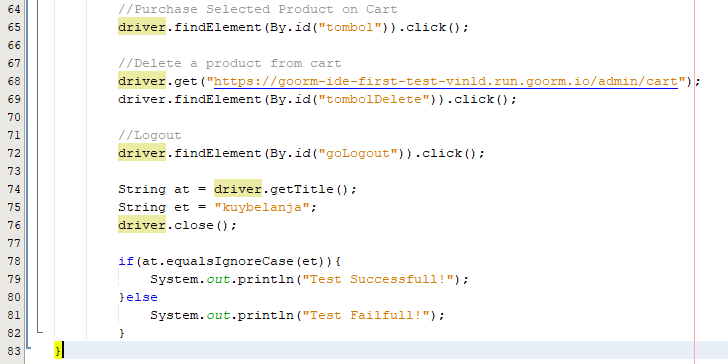 64 //Purchase Selected Product on Cart
65 driver.findElement(By.id("tombol")).click();
66
67 //Delete a product from cart
68 driver.get("https://goorm-ide-first-test-vinld.run.goorm.io/admin/cart");
69 driver.findElement(By.id("tombolDelete")).click();
70
71 //Logout
72 driver.findElement(By.id("goLogout")).click();
73
74 String at = driver.getTitle();
75 String et = "kuybelanja";
76 driver.close();
77
78 if(at.equalsIgnoreCase(et)){
79 System.out.println("Test Successfull!");
80 }else
81 System.out.println("Test Failfull!");
82 }
83 }